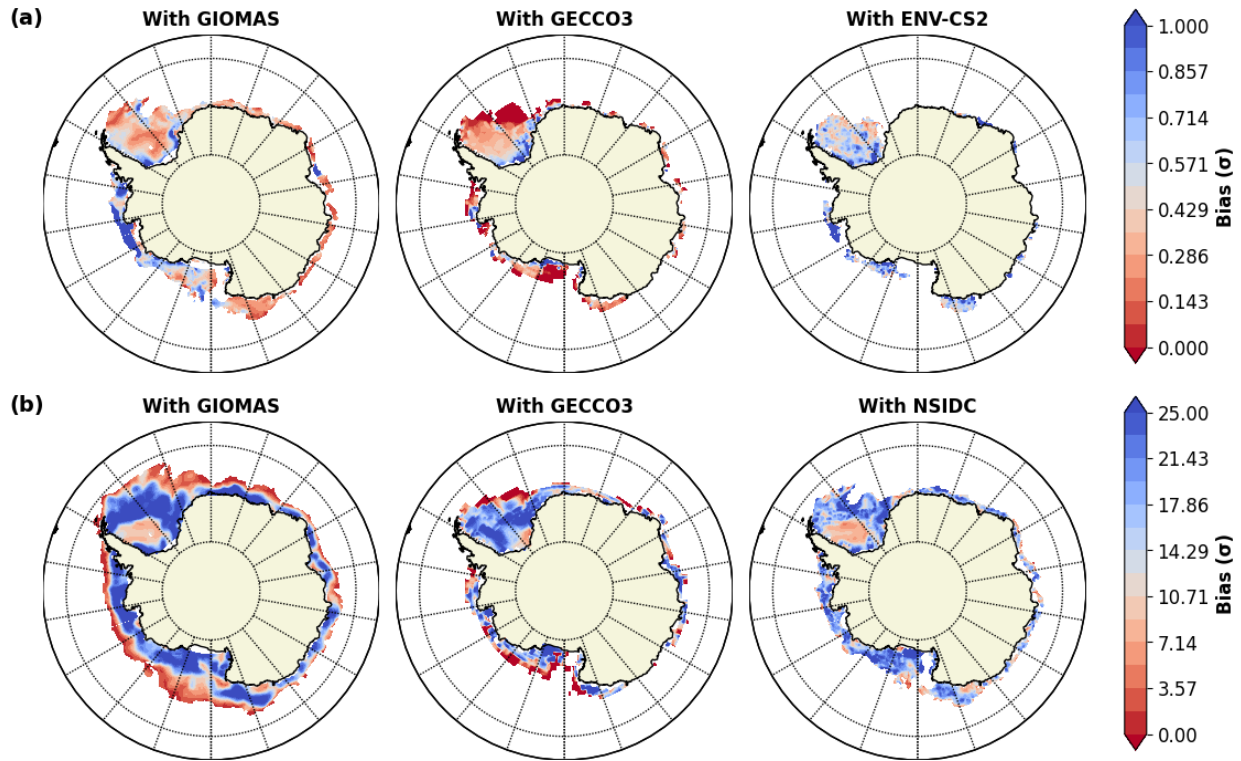 (a)
With GIOMAS
With GECCO3
With ENV-CS2
1.000
0.857
0.714
0.571
0.429
0.286
0.143
0.000
Bias (σ)
(b)
With GIOMAS
With GECCO3
With NSIDC
25.00
21.43
17.86
14.29
10.71
7.14
3.57
0.00
Bias (σ)